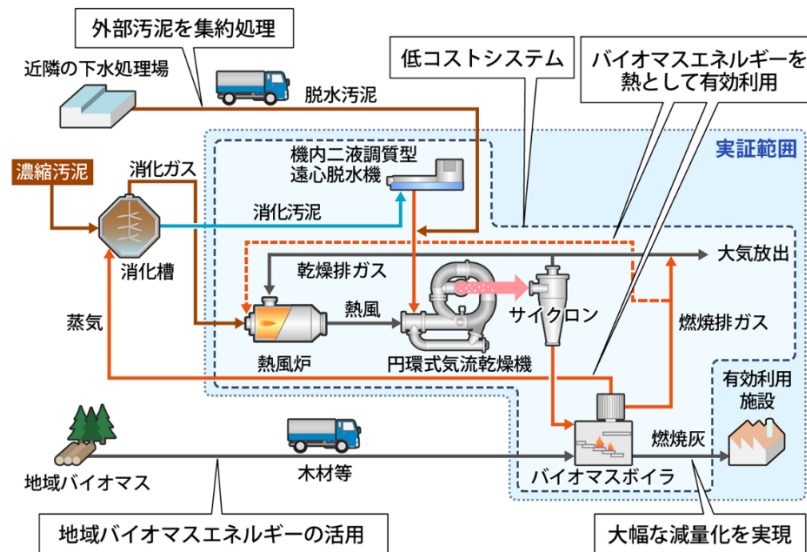 外部汚泥を集約処理
近隣の下水処理場
脱水汚泥
低コストシステム
バイオマスエネルギーを
熱として有効利用
実証範囲
濃縮汚泥
消化ガス
機内二液調質型
遠心脱水機
消化汚泥
消化槽
乾燥排ガス
大気放出
熱風
サイクロン
蒸気
燃焼排ガス
熱風炉
円環式気流乾燥機
有効利用
施設
木材等
燃焼灰
地域バイオマス
バイオマスボイラ
地域バイオマスエネルギーの活用
大幅な減量化を実現